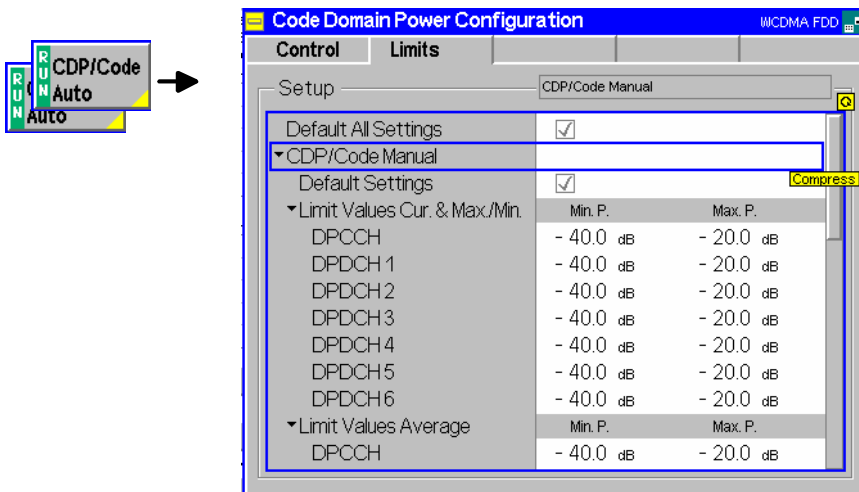 RUN CDP/Code Auto
RUN
Auto
Code Domain Power Configuration WCDMA FDD
Control Limits
Setup CDP/Code Manual
Default All Settings
CDP/Code Manual
Compress
Default Settings
Limit Values Cur. & Max./Min. Min. P. Max. P.
DPCCH - 40.0 dB - 20.0 dB
DPDCH 1 - 40.0 dB - 20.0 dB
DPDCH 2 - 40.0 dB - 20.0 dB
DPDCH 3 - 40.0 dB - 20.0 dB
DPDCH 4 - 40.0 dB - 20.0 dB
DPDCH 5 - 40.0 dB - 20.0 dB
DPDCH 6 - 40.0 dB - 20.0 dB
Limit Values Average Min. P. Max. P.
DPCCH - 40.0 dB - 20.0 dB